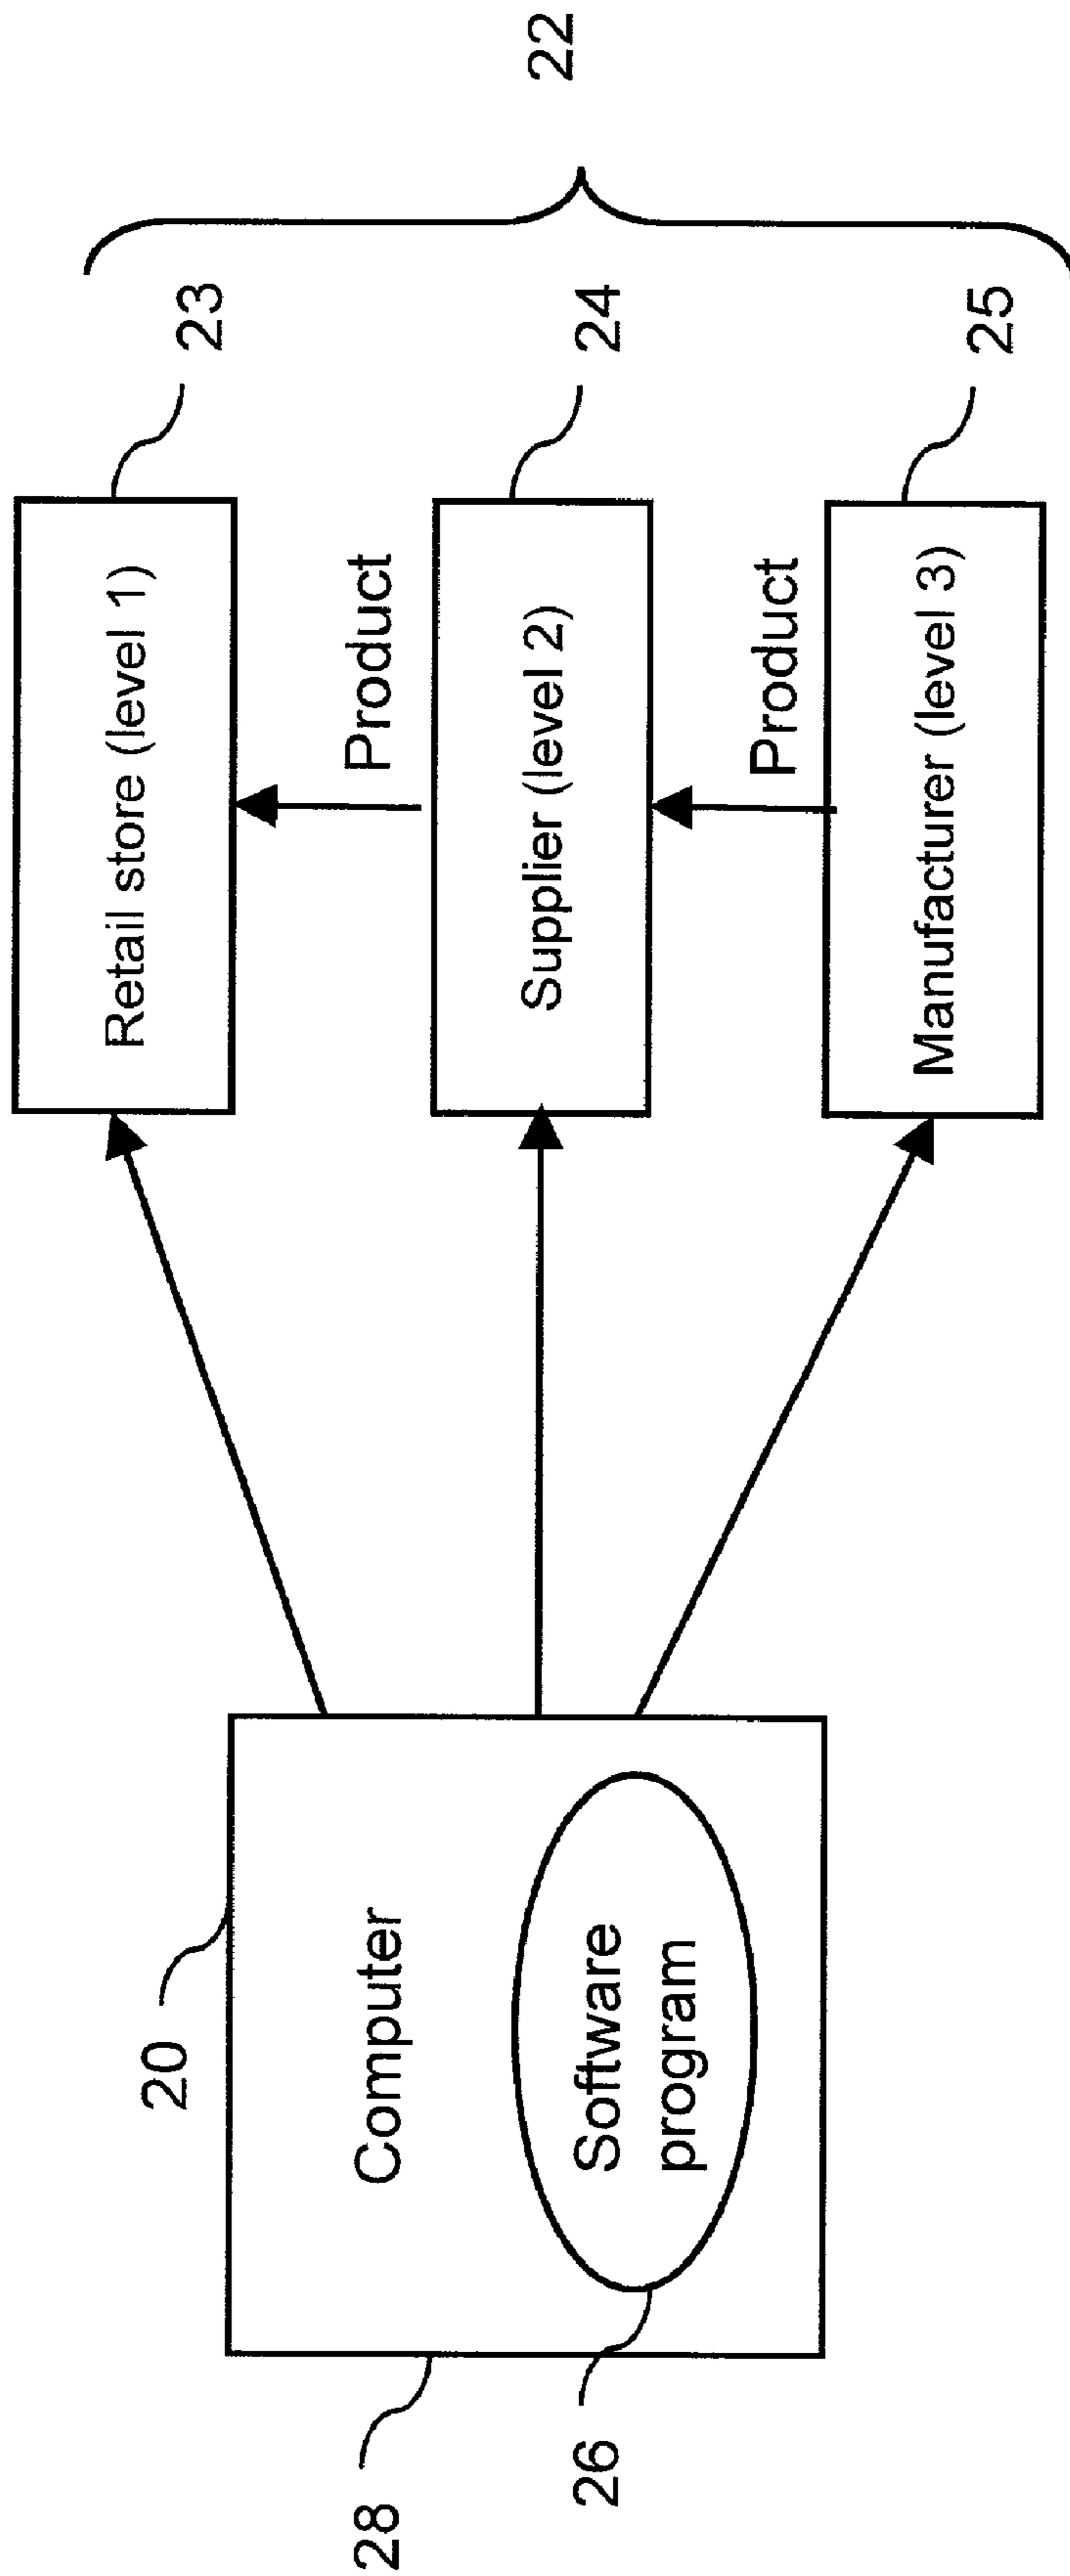 20
28
Computer
26
Software
program
Retail store (level 1)
23
Product
Supplier (level 2)
24
Product
Manufacturer (level 3)
25
22